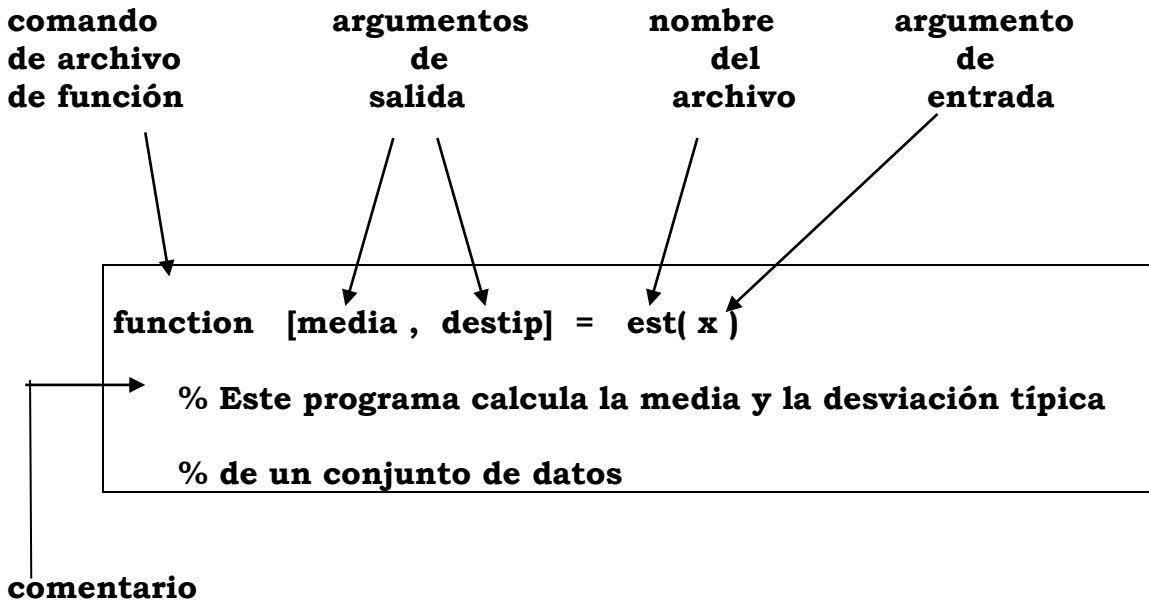 comando argumentos nombre argumento
de archivo de del de
de función salida archivo entrada
function [media , destip] = est( x )
% Este programa calcula la media y la desviación típica
% de un conjunto de datos
comentario